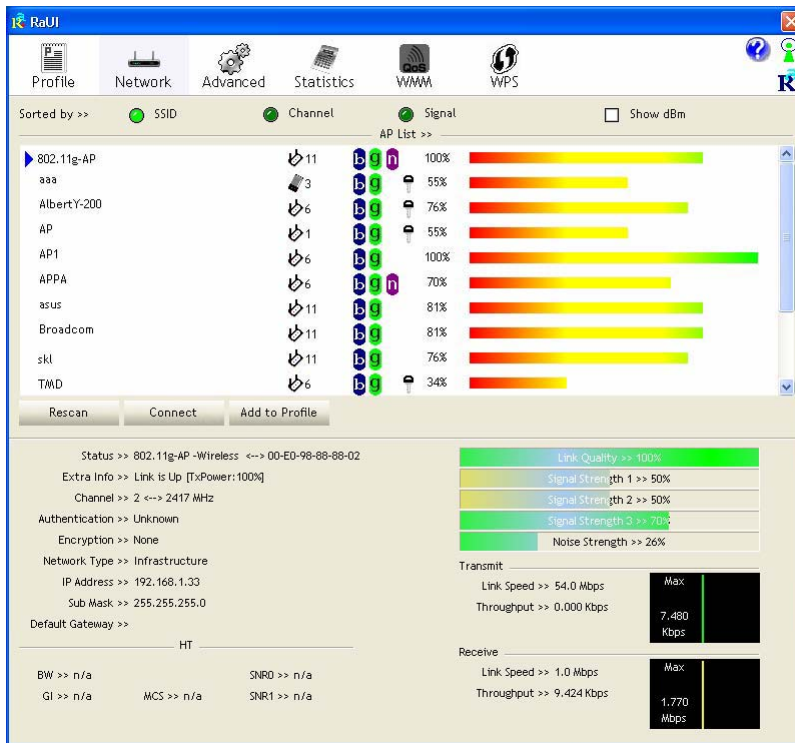 RaUI
Profile Network Advanced Statistics QoS WMM WPS
Sorted by >> SSID Channel Signal Show dBm
AP List >>
802.11g-AP 11 b g n 100%
aaa 3 b g 55%
AlbertY-200 6 b g 76%
AP 1 b g 55%
AP1 6 b g 100%
APPA 6 b g n 70%
asus 11 b g 81%
Broadcom 11 b g 81%
skl 11 b g 76%
TMD 6 b g 34%
Rescan Connect Add to Profile
Status >> 802.11g-AP -Wireless <--> 00-E0-98-88-88-02
Extra Info >> Link is Up [TxPower:100%]
Channel >> 2 <--> 2417 MHz
Authentication >> Unknown
Encryption >> None
Network Type >> Infrastructure
IP Address >> 192.168.1.33
Sub Mask >> 255.255.255.0
Default Gateway >>
HT
BW >> n/a SNR0 >> n/a
GI >> n/a MCS >> n/a SNR1 >> n/a
Link Quality >> 100%
Signal Strength 1 >> 50%
Signal Strength 2 >> 50%
Signal Strength 3 >> 70%
Noise Strength >> 26%
Transmit
Link Speed >> 54.0 Mbps
Throughput >> 0.000 Kbps
Max
7.480
Kbps
Receive
Link Speed >> 1.0 Mbps
Throughput >> 9.424 Kbps
Max
1.770
Mbps